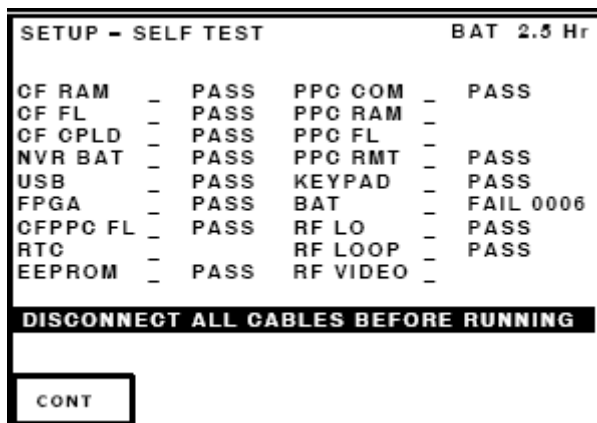 SETUP – SELF TEST BAT 2.5 Hr
CF RAM _ PASS PPC COM _ PASS
CF FL _ PASS PPC RAM _
CF CPLD _ PASS PPC FL _
NVR BAT _ PASS PPC RMT _ PASS
USB _ PASS KEYPAD _ PASS
FPGA _ PASS BAT _ FAIL 0006
CFPPC FL _ PASS RF LO _ PASS
RTC _ RF LOOP _ PASS
EEPROM _ PASS RF VIDEO _
DISCONNECT ALL CABLES BEFORE RUNNING
CONT